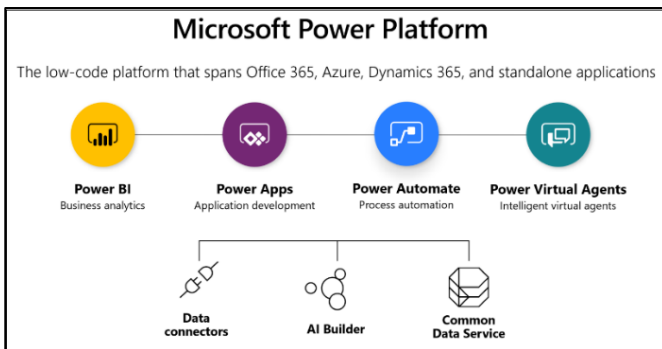 Microsoft Power Platform
The low-code platform that spans Office 365, Azure, Dynamics 365, and standalone applications
Power BI
Business analytics
Power Apps
Application development
Power Automate
Process automation
Power Virtual Agents
Intelligent virtual agents
Data
connectors
AI Builder
Common
Data Service